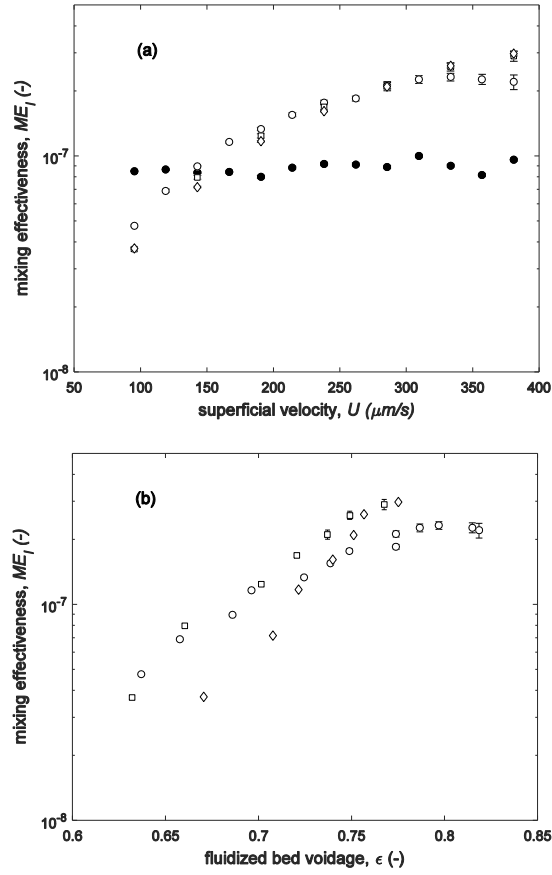 (a)
mixing effectiveness, ME_I (-)
10^-7
10^-8
50 100 150 200 250 300 350 400
superficial velocity, U (μm/s)
(b)
mixing effectiveness, ME_I (-)
10^-7
10^-8
0.6 0.65 0.7 0.75 0.8 0.85
fluidized bed voidage, ϵ (-)